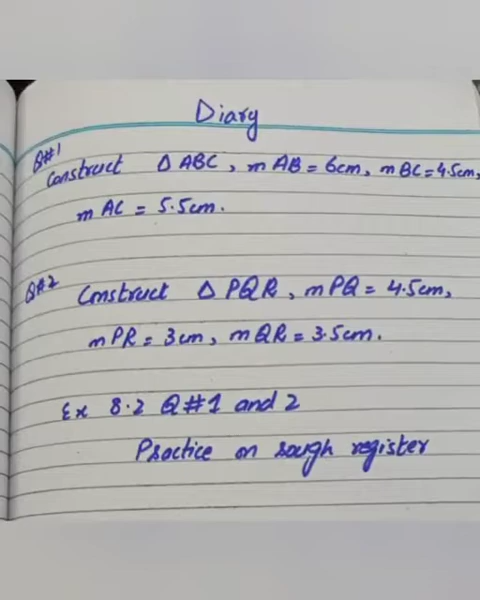 Diary
Q#1
Construct Δ ABC, mAB = 6cm, mBC = 4.5cm,
mAC = 5.5cm.
Q#2 Construct Δ PQR, mPQ = 4.5cm,
mPR = 3cm, mQR = 3.5cm.
Ex 8.2 Q#1 and 2
Practice on rough register